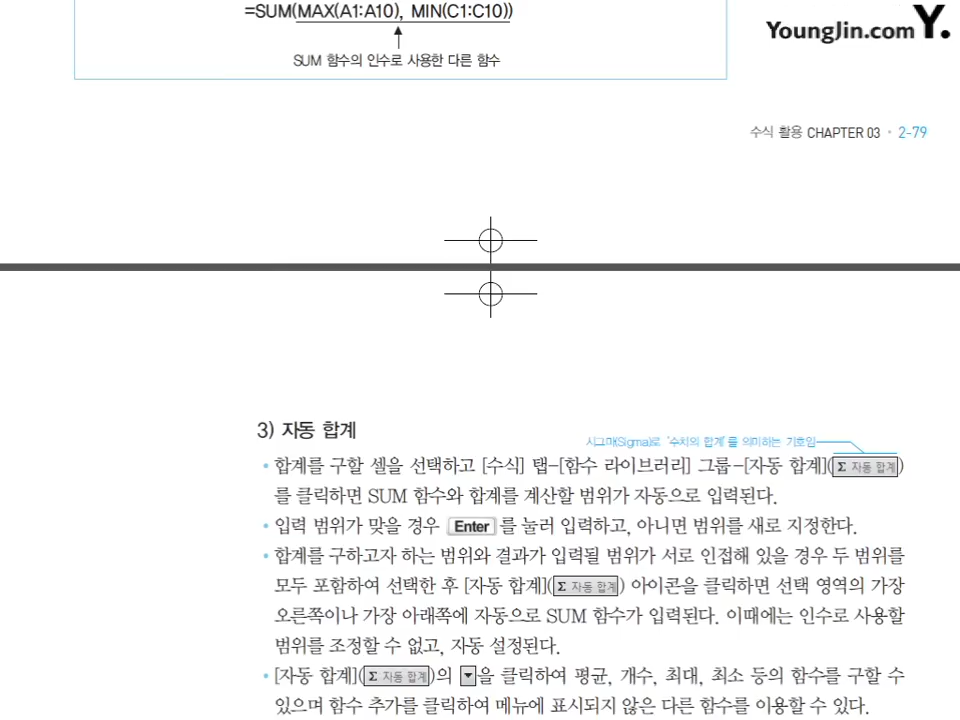 =SUM(MAX(A1:A10), MIN(C1:C10))
SUM 함수의 인수로 사용한 다른 함수
YoungJin.com Y.
수식 활용 CHAPTER 03 • 2-79
3) 자동 합계
시그마(Sigma)로 '수치의 합계'를 의미하는 기호임
• 합계를 구할 셀을 선택하고 [수식] 탭-[함수 라이브러리] 그룹-[자동 합계](Σ 자동 합계)
를 클릭하면 SUM 함수와 합계를 계산할 범위가 자동으로 입력된다.
• 입력 범위가 맞을 경우 Enter 를 눌러 입력하고, 아니면 범위를 새로 지정한다.
• 합계를 구하고자 하는 범위와 결과가 입력될 범위가 서로 인접해 있을 경우 두 범위를
모두 포함하여 선택한 후 [자동 합계](Σ 자동 합계) 아이콘을 클릭하면 선택 영역의 가장
오른쪽이나 가장 아래쪽에 자동으로 SUM 함수가 입력된다. 이때에는 인수로 사용할
범위를 조정할 수 없고, 자동 설정된다.
• [자동 합계](Σ 자동 합계)의 ▼을 클릭하여 평균, 개수, 최대, 최소 등의 함수를 구할 수
있으며 함수 추가를 클릭하여 메뉴에 표시되지 않은 다른 함수를 이용할 수 있다.